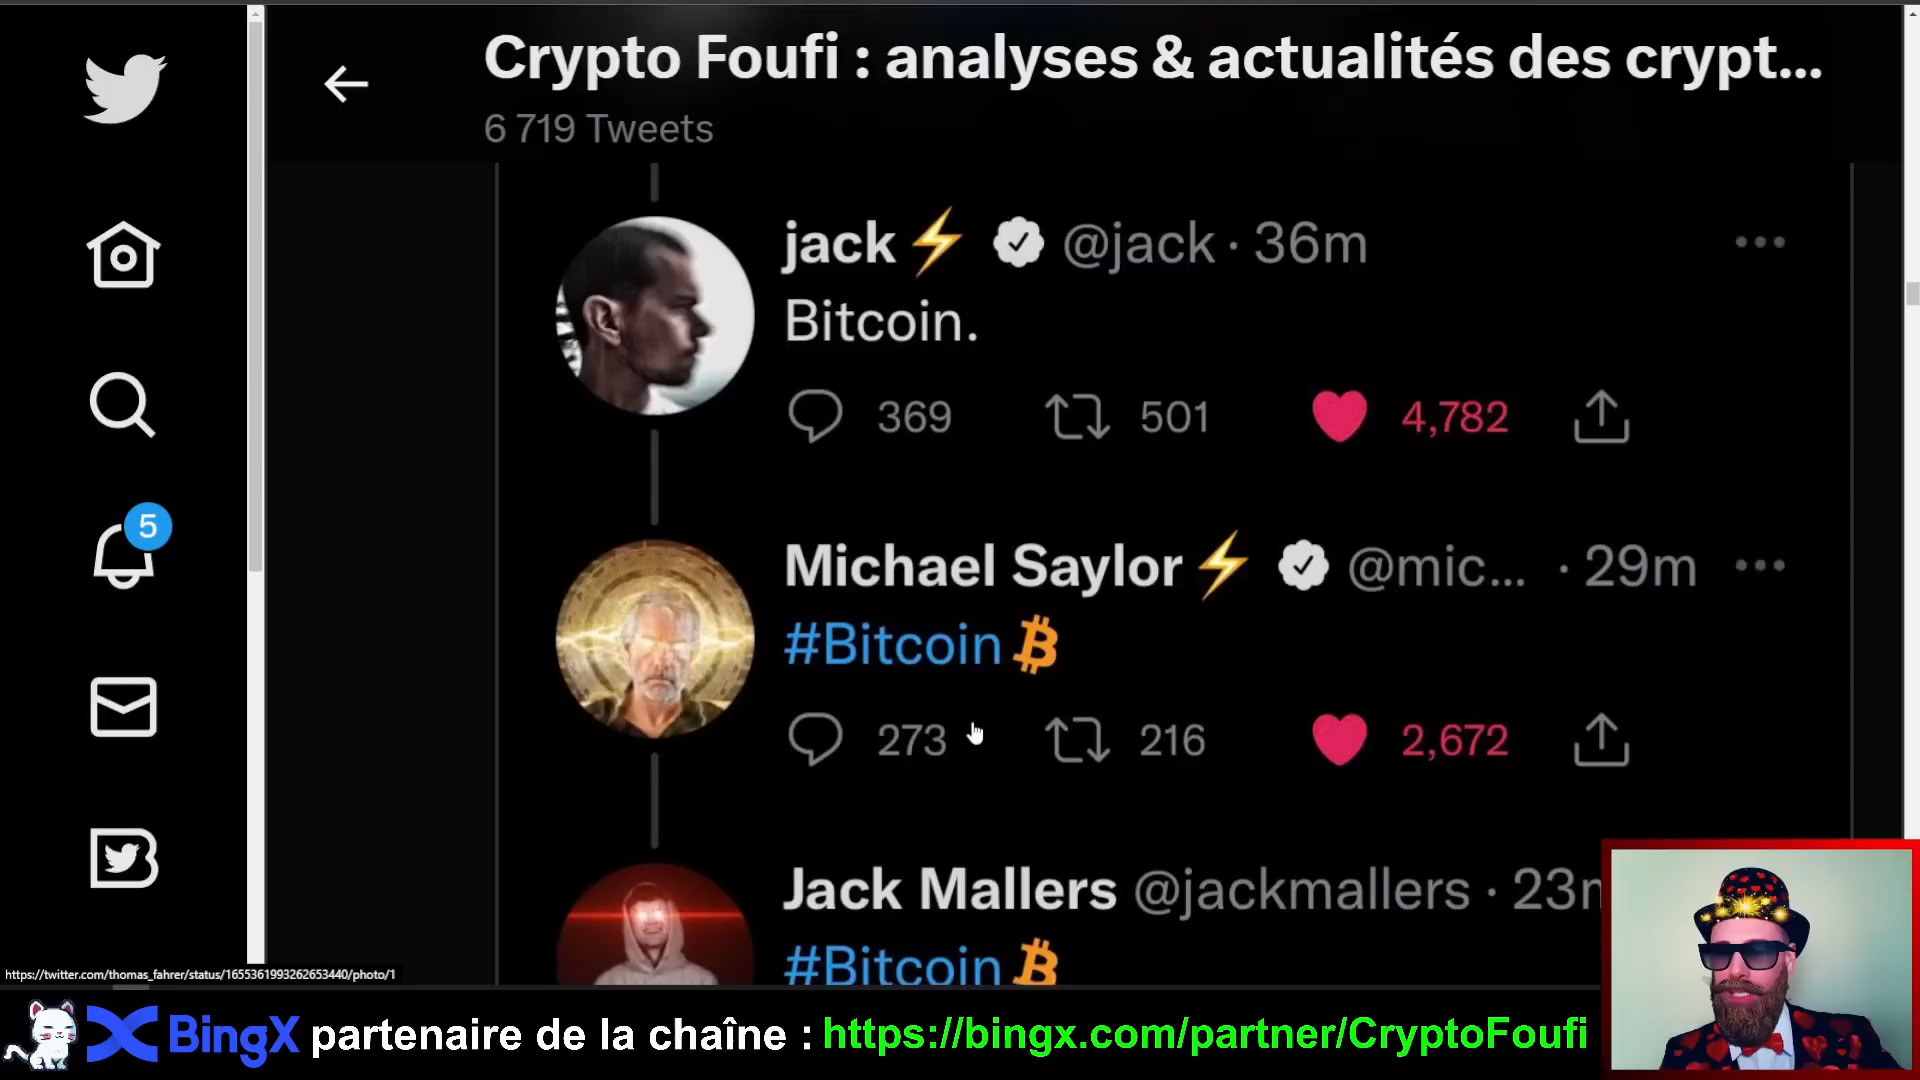 Crypto Foufi : analyses & actualités des crypt...
6 719 Tweets
jack⚡ @jack · 36m
Bitcoin.
369 501 4,782
5
Michael Saylor⚡ @mic... · 29m
#Bitcoin
273 216 2,672
Jack Mallers @jackmallers · 23m
#Bitcoin
https://twitter.com/thomas_fahrer/status/1655361993262653440/photo/1
BingX partenaire de la chaîne : https://bingx.com/partner/CryptoFoufi